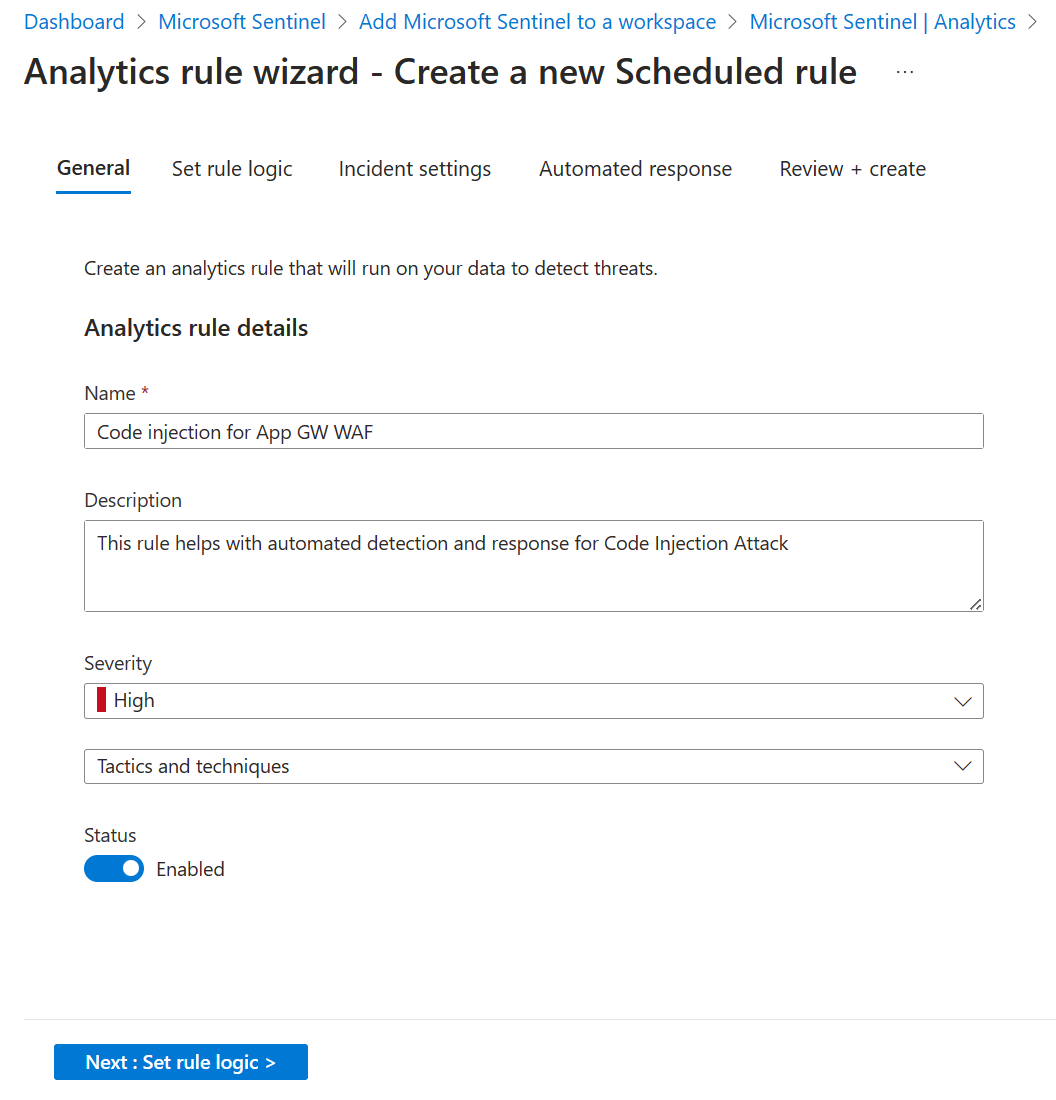 Dashboard > Microsoft Sentinel > Add Microsoft Sentinel to a workspace > Microsoft Sentinel | Analytics >
Analytics rule wizard - Create a new Scheduled rule ...
General Set rule logic Incident settings Automated response Review + create
Create an analytics rule that will run on your data to detect threats.
Analytics rule details
Name *
Code injection for App GW WAF
Description
This rule helps with automated detection and response for Code Injection Attack
Severity
High
Tactics and techniques
Status
Enabled
Next : Set rule logic >